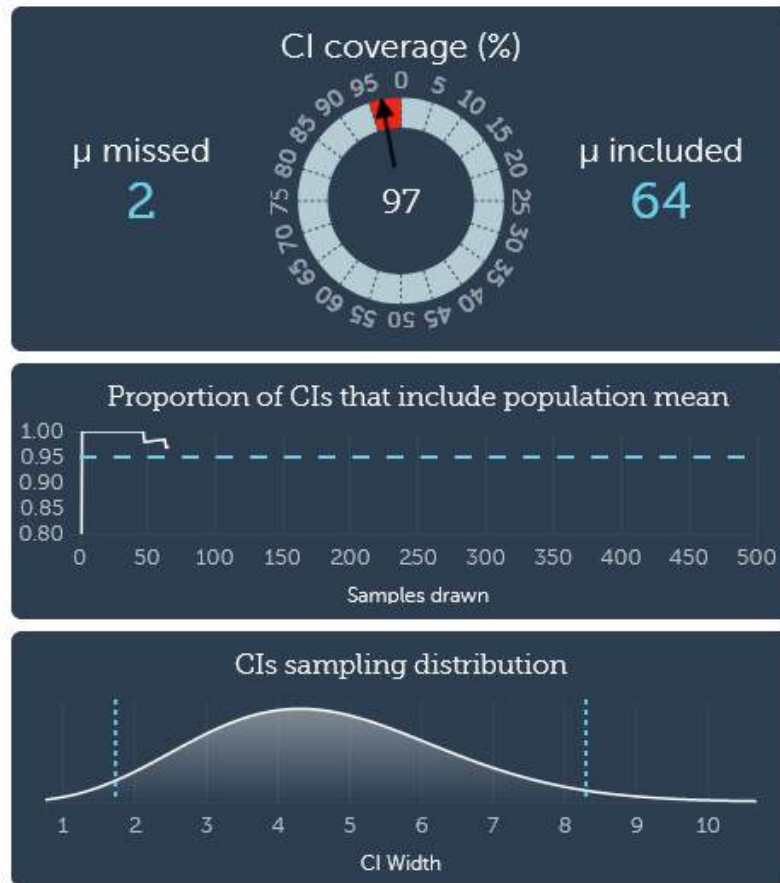 CI coverage (%)
μ missed
2
0 5 10 15 20 25 30 35 40 45 50 55 60 65 70 75 80 85 90 95
97
μ included
64
Proportion of CIs that include population mean
1.00
0.95
0.90
0.85
0.80
0 50 100 150 200 250 300 350 400 450 500
Samples drawn
CIs sampling distribution
1 2 3 4 5 6 7 8 9 10
CI Width